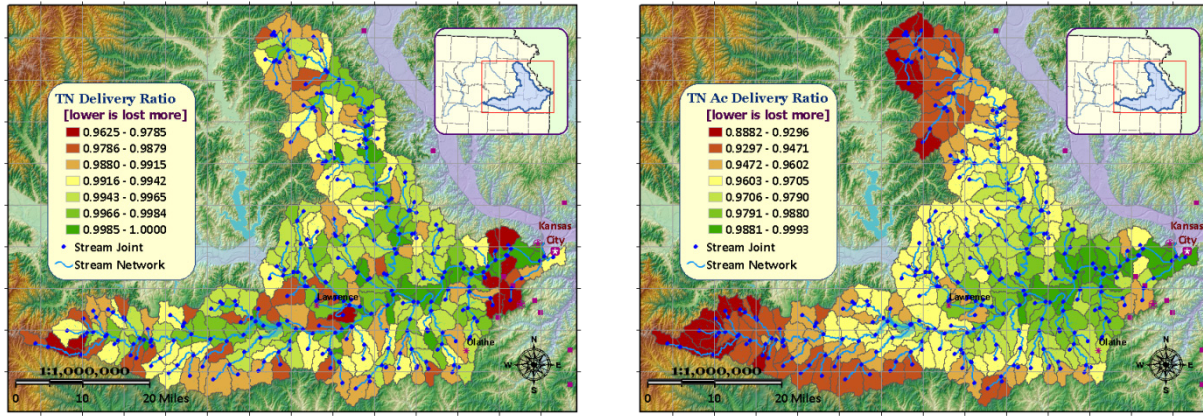 TN Delivery Ratio
[lower is lost more]
0.9625 - 0.9785
0.9786 - 0.9879
0.9880 - 0.9915
0.9916 - 0.9942
0.9943 - 0.9965
0.9966 - 0.9984
0.9985 - 1.0000
Stream Joint
Stream Network
Kansas
City
Lawrence
Olathe
N
W
E
S
1:1,000,000
0
10
20 Miles
TN Ac Delivery Ratio
[lower is lost more]
0.8882 - 0.9296
0.9297 - 0.9471
0.9472 - 0.9602
0.9603 - 0.9705
0.9706 - 0.9790
0.9791 - 0.9880
0.9881 - 0.9993
Stream Joint
Stream Network
Kansas
City
Lawrence
Olathe
N
W
E
S
1:1,000,000
0
10
20 Miles